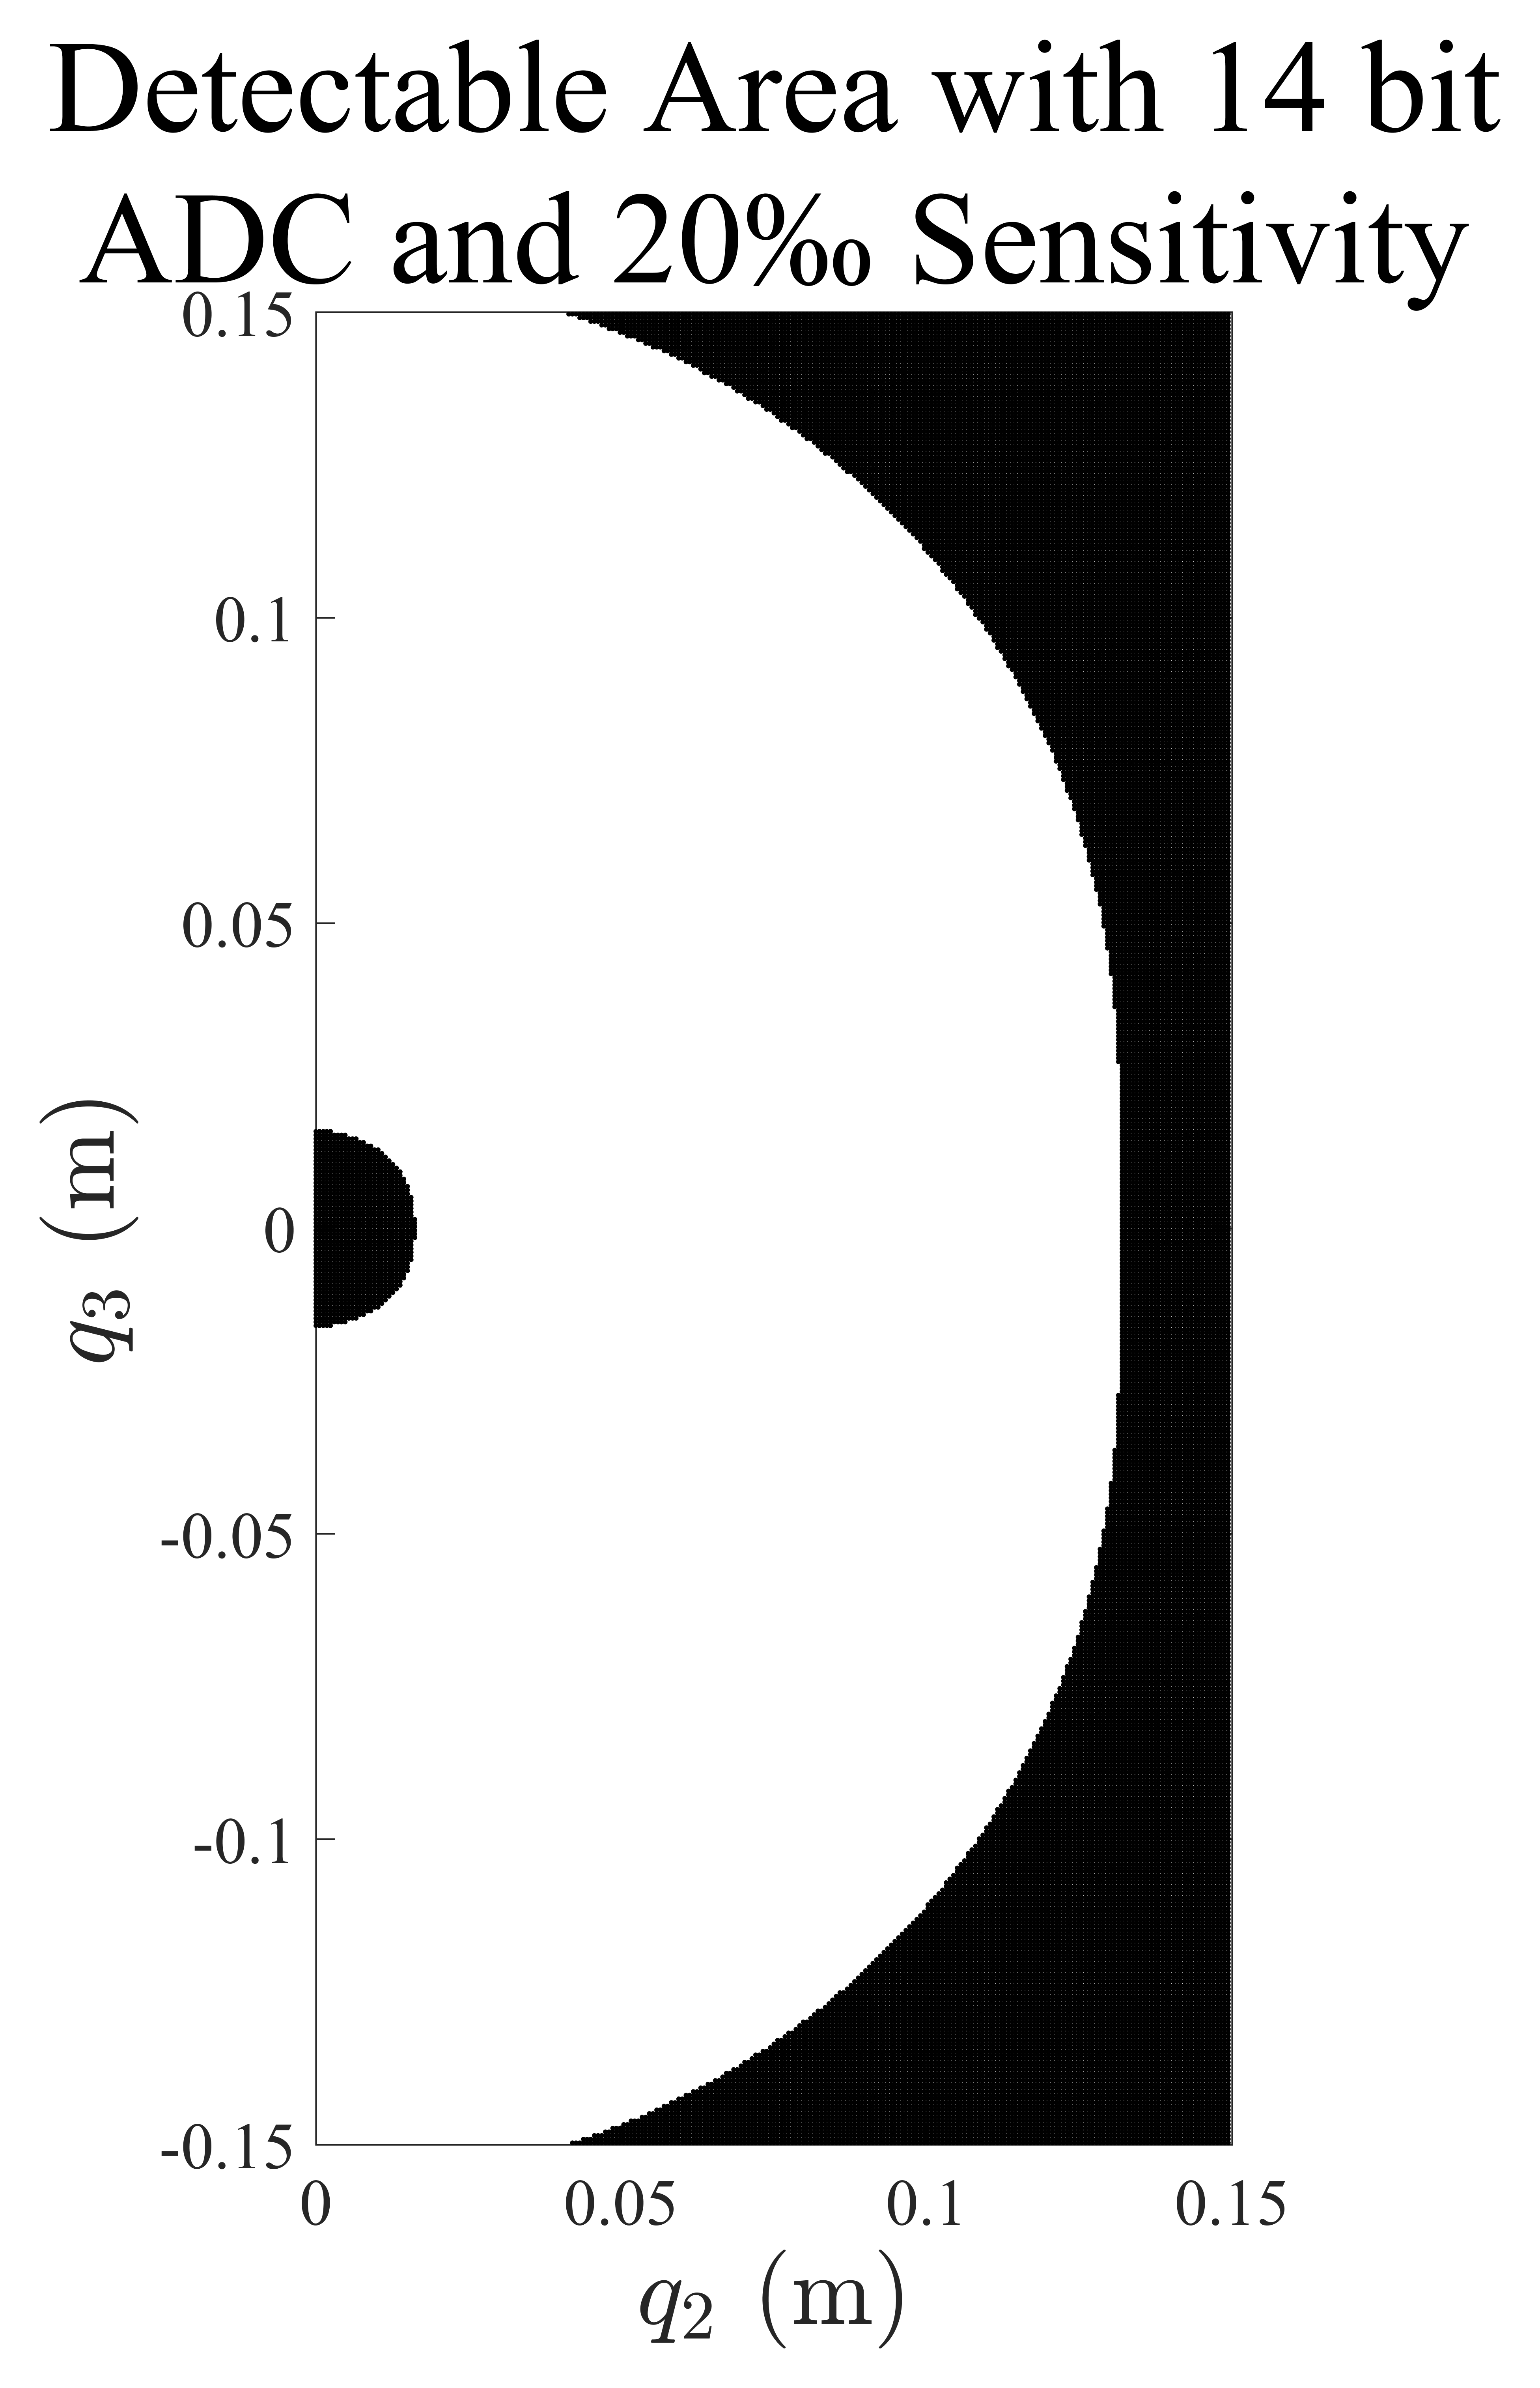 Detectable Area with 14 bit
ADC and 20‰ Sensitivity
0.15
0.1
0.05
0
-0.05
-0.1
-0.15
q3 (m)
0 0.05 0.1 0.15
q2 (m)